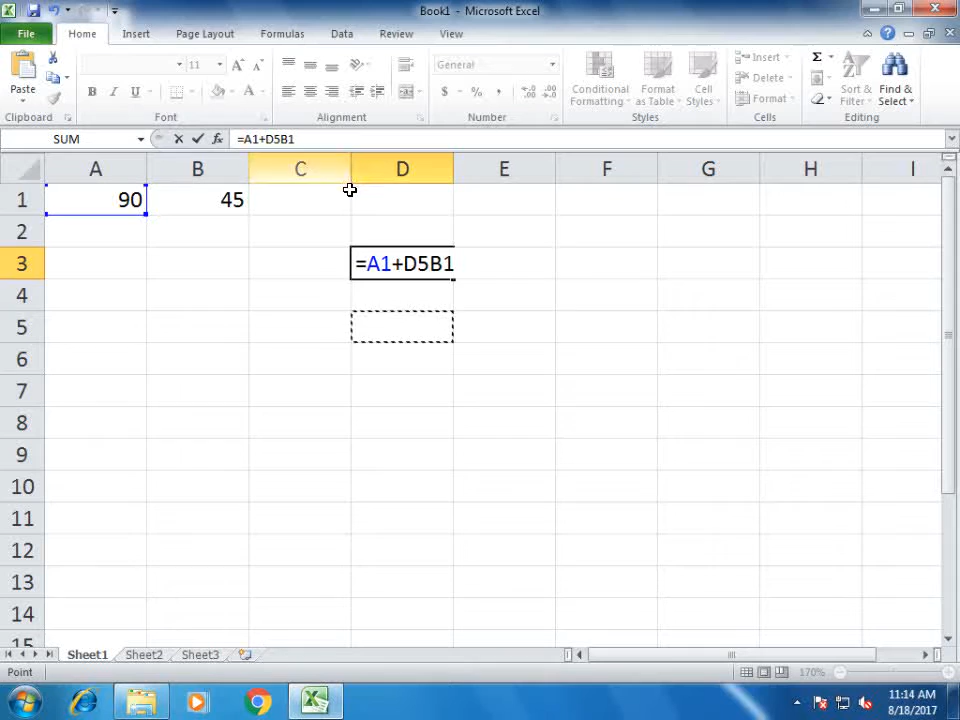 Book1 - Microsoft Excel
File Home Insert Page Layout Formulas Data Review View
11 General Insert Delete Format
Paste B I U A A A $ % , Conditional Formatting Format as Table Cell Styles Σ Sort & Filter Find & Select
Clipboard Font Alignment Number Styles Cells Editing
SUM fx =A1+D5B1
A B C D E F G H I
1 90 45
2
3 =A1+D5B1
4
5
6
7
8
9
10
11
12
13
14
15
Sheet1 Sheet2 Sheet3
Point 170%
11:14 AM
8/18/2017